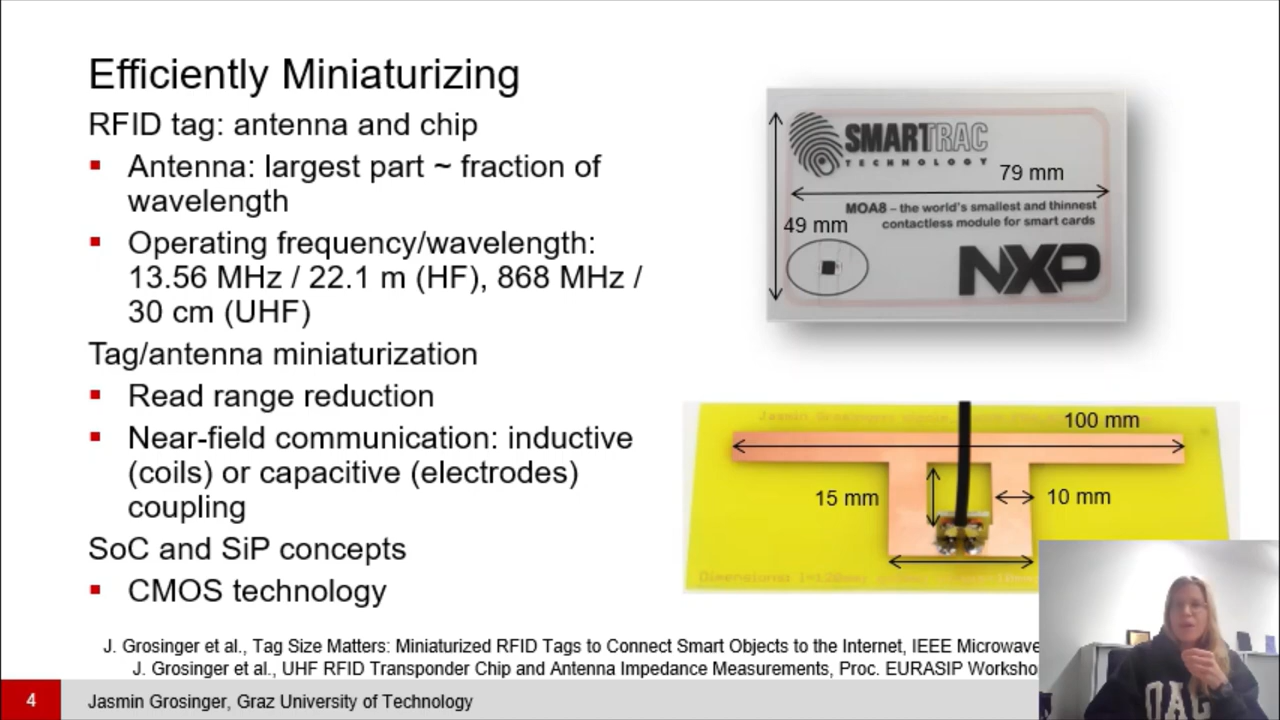 Efficiently Miniaturizing
RFID tag: antenna and chip
Antenna: largest part ~ fraction of
wavelength
Operating frequency/wavelength:
13.56 MHz / 22.1 m (HF), 868 MHz /
30 cm (UHF)
Tag/antenna miniaturization
Read range reduction
Near-field communication: inductive
(coils) or capacitive (electrodes)
coupling
SoC and SiP concepts
CMOS technology
SMARTRAC
TECHNOLOGY
79 mm
MOA8 – the world's smallest and thinnest
contactless module for smart cards
49 mm
NXP
Jasmin Grosinger,
100 mm
15 mm
10 mm
Dimensions:
J. Grosinger et al., Tag Size Matters: Miniaturized RFID Tags to Connect Smart Objects to the Internet, IEEE Microwave
J. Grosinger et al., UHF RFID Transponder Chip and Antenna Impedance Measurements, Proc. EURASIP Worksho
4
Jasmin Grosinger, Graz University of Technology